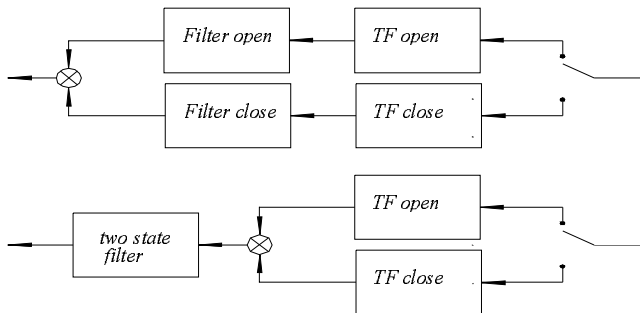 Filter open
TF open
Filter close
TF close
TF open
two state
filter
TF close